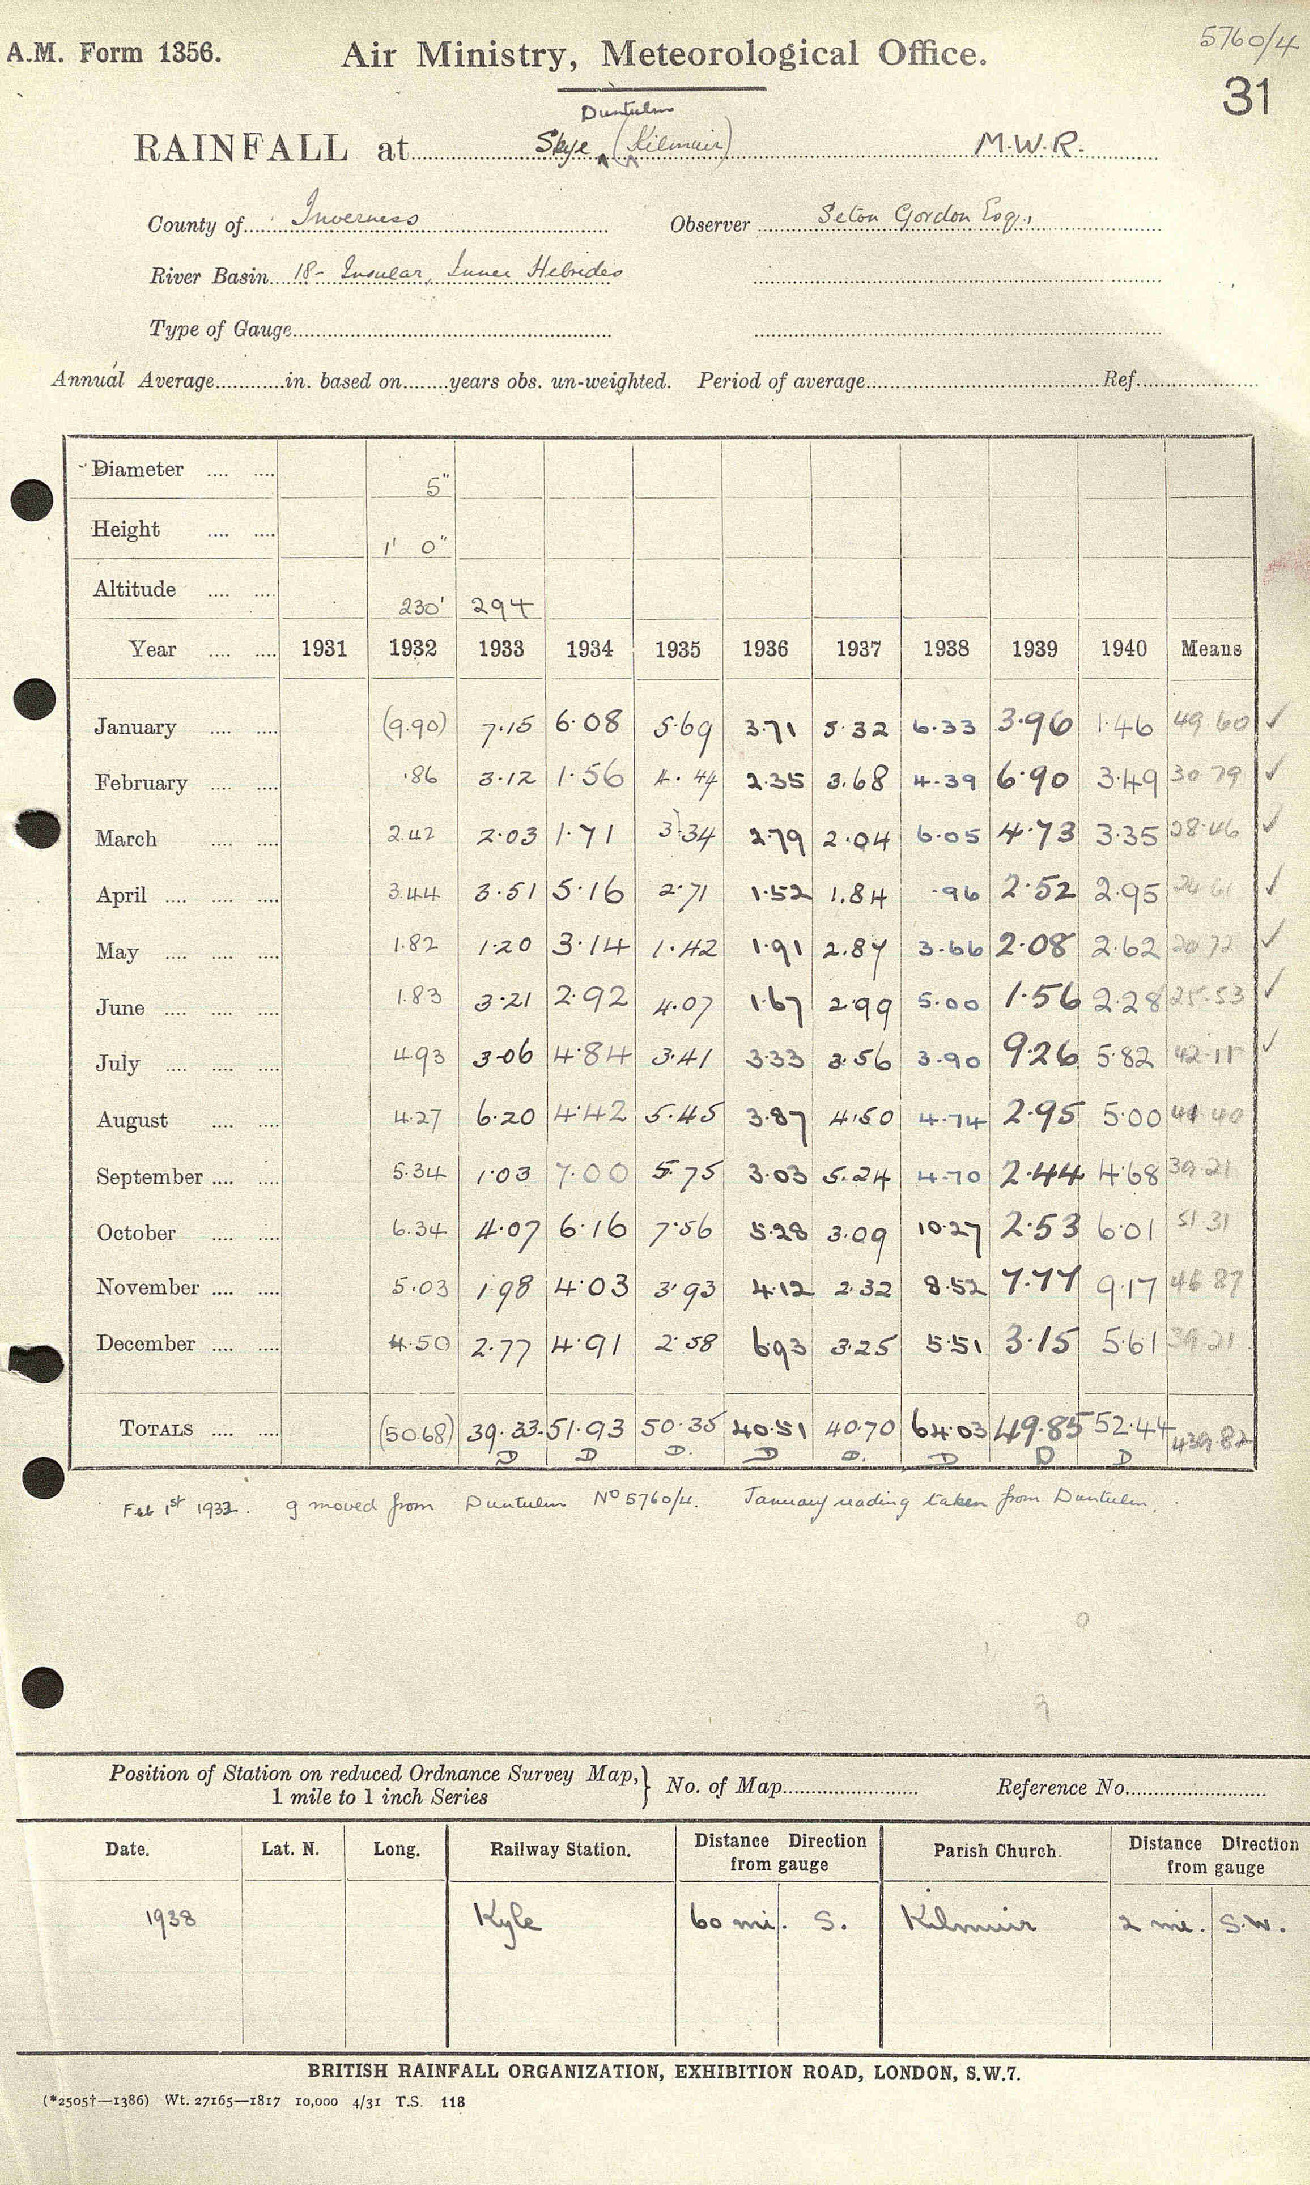 5760/4
A.M. Form 1356. Air Ministry, Meteorological Office.
31
Duntulm
RAINFALL at Skye (Kilmuir) M.W.R.
County of Inverness Observer Seton Gordon Esq.,
River Basin 18- Insular, Inner Hebrides
Type of Gauge
Annual Average in. based on years obs. un-weighted. Period of average Ref.
Diameter 5"
Height 1' 0"
Altitude 230' 294
Year 1931 1932 1933 1934 1935 1936 1937 1938 1939 1940 Means
January (9.90) 7.15 6.08 5.69 3.71 5.32 6.33 3.96 1.46 49.60 ✓
February .86 3.12 1.56 4.44 2.35 3.68 4.39 6.90 3.49 30.79 ✓
March 2.42 2.03 1.71 3.34 2.79 2.04 6.05 4.73 3.35 28.46 ✓
April 3.44 3.51 5.16 2.71 1.52 1.84 .96 2.52 2.95 24.61 ✓
May 1.82 1.20 3.14 1.42 1.91 2.87 3.66 2.08 2.62 20.72 ✓
June 1.83 3.21 2.92 4.07 1.67 2.99 5.00 1.56 2.28 25.53 ✓
July 4.93 3.06 4.84 3.41 3.33 3.56 3.90 9.26 5.82 42.11 ✓
August 4.27 6.20 4.42 5.45 3.87 4.50 4.74 2.95 5.00 41.40
September 5.34 1.03 7.00 5.75 3.03 5.24 4.70 2.44 4.68 39.21
October 6.34 4.07 6.16 7.56 5.28 3.09 10.27 2.53 6.01 51.31
November 5.03 1.98 4.03 3.93 4.12 2.32 8.52 7.77 9.17 46.87
December 4.50 2.77 4.91 2.58 6.93 3.25 5.51 3.15 5.61 39.21
TOTALS (50.68) 39.33 51.93 50.35 40.51 40.70 64.03 49.85 52.44 439.82
D D D. D D. D D D
Feb 1st 1932. g moved from Duntulm No 5760/4. January reading taken from Duntulm.
Position of Station on reduced Ordnance Survey Map, 1 mile to 1 inch Series } No. of Map Reference No.
Date. Lat. N. Long. Railway Station. Distance Direction from gauge Parish Church. Distance Direction from gauge
1938 Kyle 60 mi. S. Kilmuir 2 mi. S.W.
BRITISH RAINFALL ORGANIZATION, EXHIBITION ROAD, LONDON, S.W.7.
(*2505†—1386) Wt. 27165—1817 10,000 4/31 T.S. 118